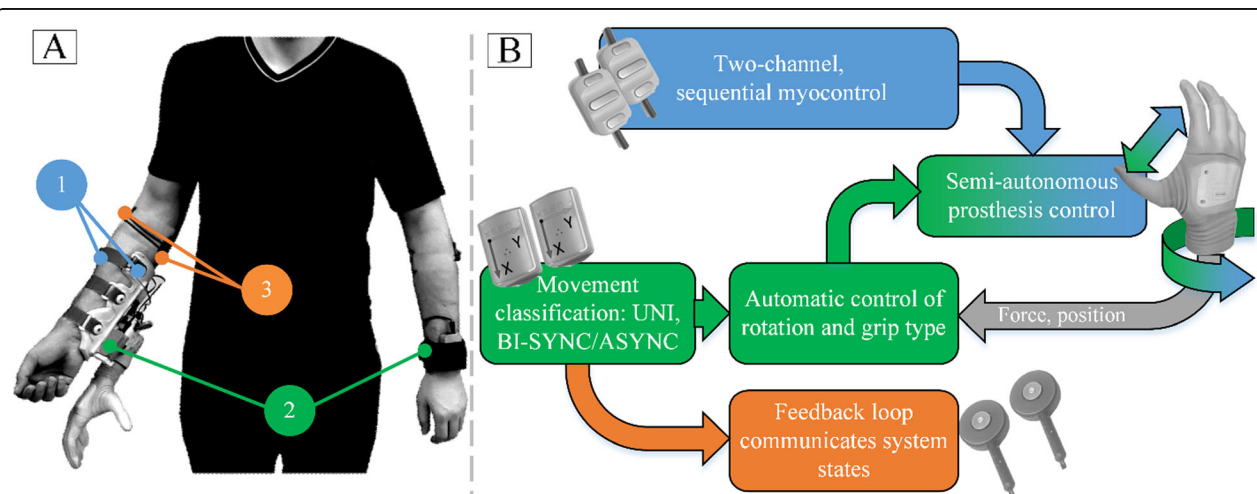 A
1
3
2
B
Two-channel,
sequential myocontrol
Semi-autonomous
prosthesis control
Y
X
Y
X
Movement
classification: UNI,
BI-SYNC/ASYNC
Automatic control of
rotation and grip type
Force, position
Feedback loop
communicates system
states